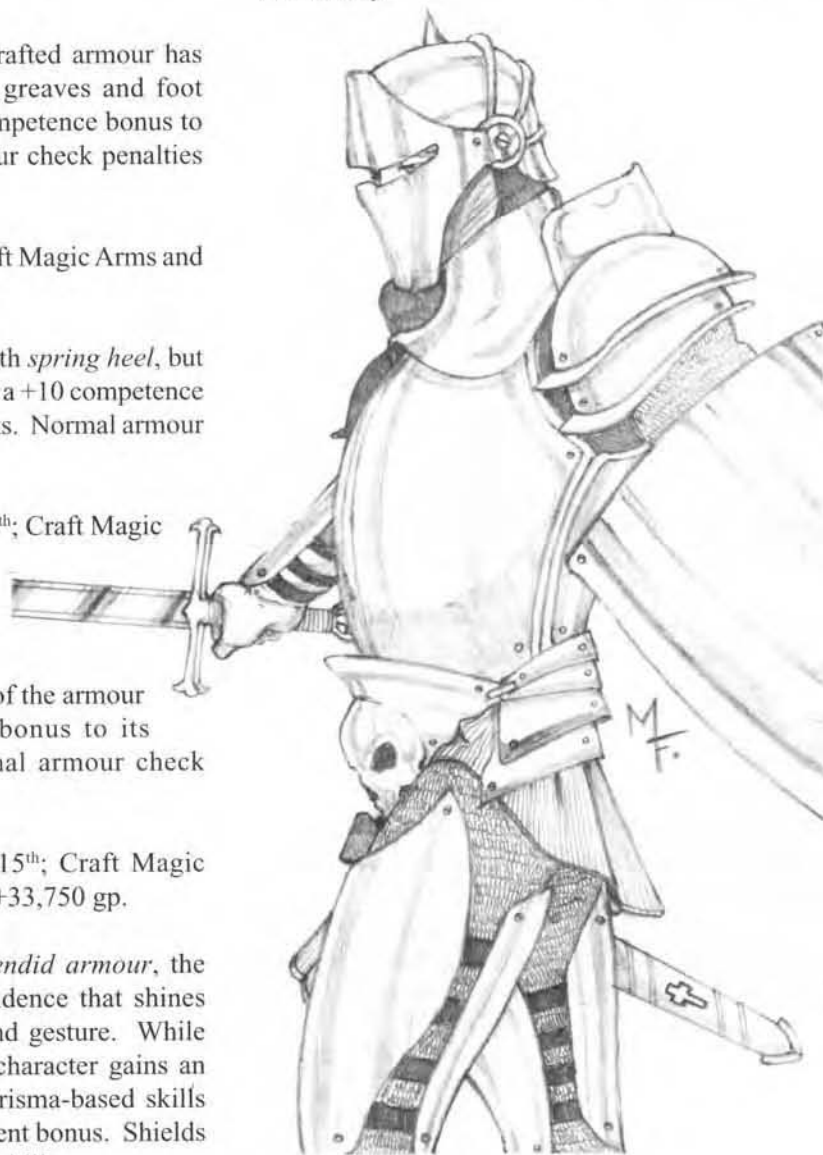 rafted armour has
greaves and foot
mpetence bonus to
ur check penalties
ft Magic Arms and
th spring heel, but
a +10 competence
s. Normal armour
th; Craft Magic
of the armour
bonus to its
nal armour check
15th; Craft Magic
+33,750 gp.
endid armour, the
idence that shines
nd gesture. While
character gains an
risma-based skills
ent bonus. Shields
M
F.